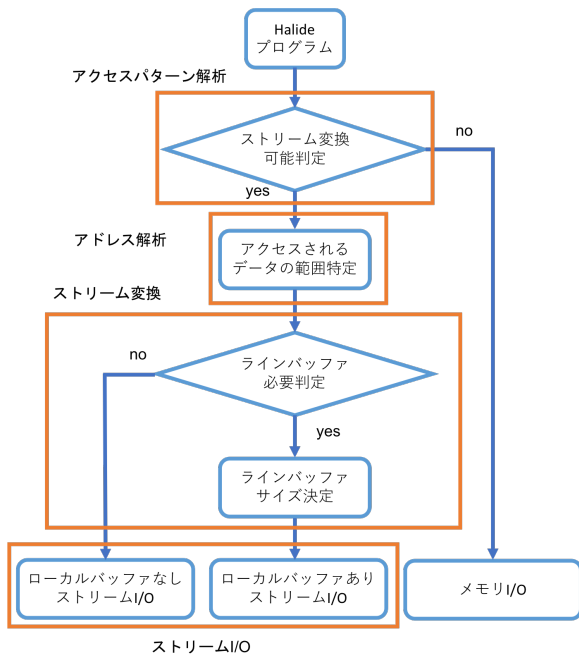 Halide
プログラム
アクセスパターン解析
ストリーム変換
可能判定
no
yes
アドレス解析
アクセスされる
データの範囲特定
ストリーム変換
no
ラインバッファ
必要判定
yes
ラインバッファ
サイズ決定
ローカルバッファなし
ストリームI/O
ローカルバッファあり
ストリームI/O
メモリI/O
ストリームI/O